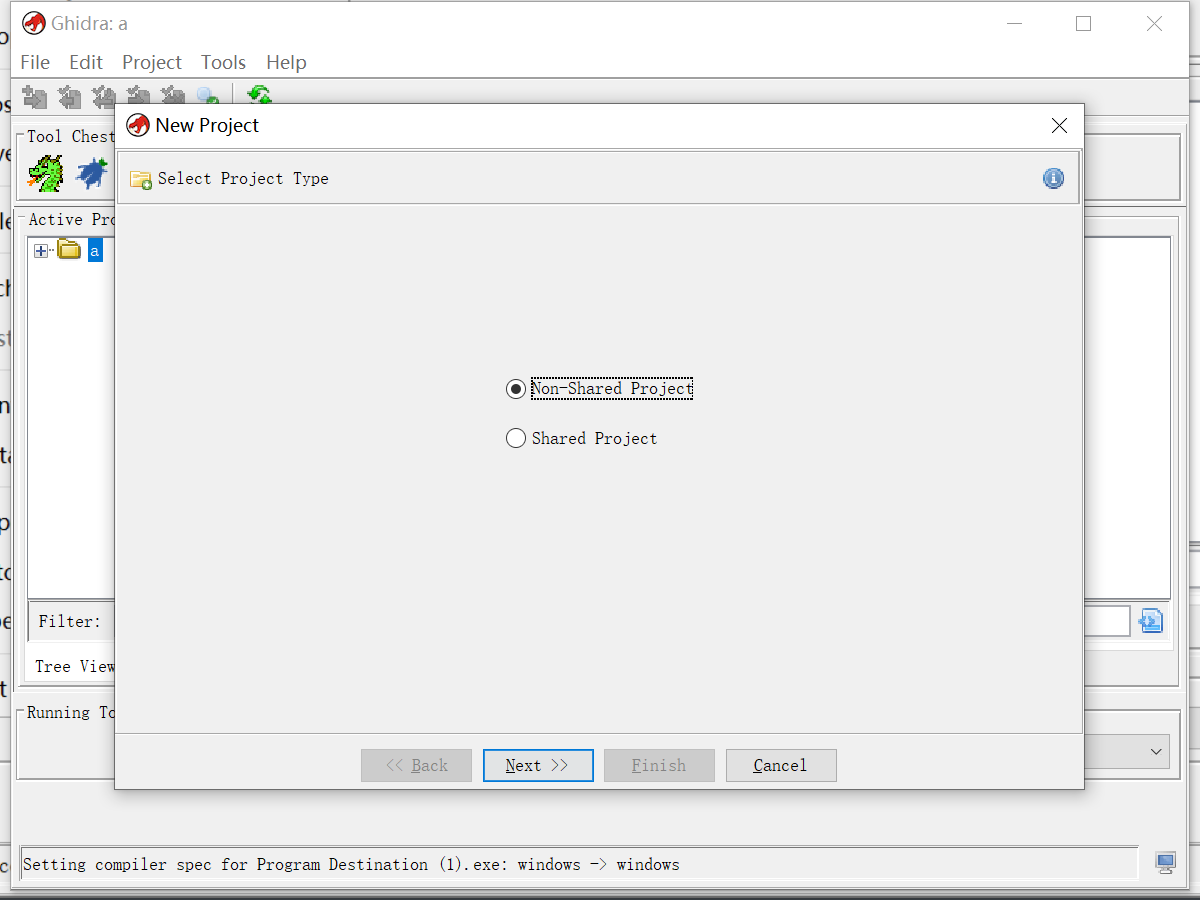 Ghidra: a
File Edit Project Tools Help
New Project
Tool Chest
Select Project Type
Active Pro
a
Non-Shared Project
Shared Project
Filter:
Tree View
Running To
<< Back Next >> Finish Cancel
Setting compiler spec for Program Destination (1).exe: windows -> windows